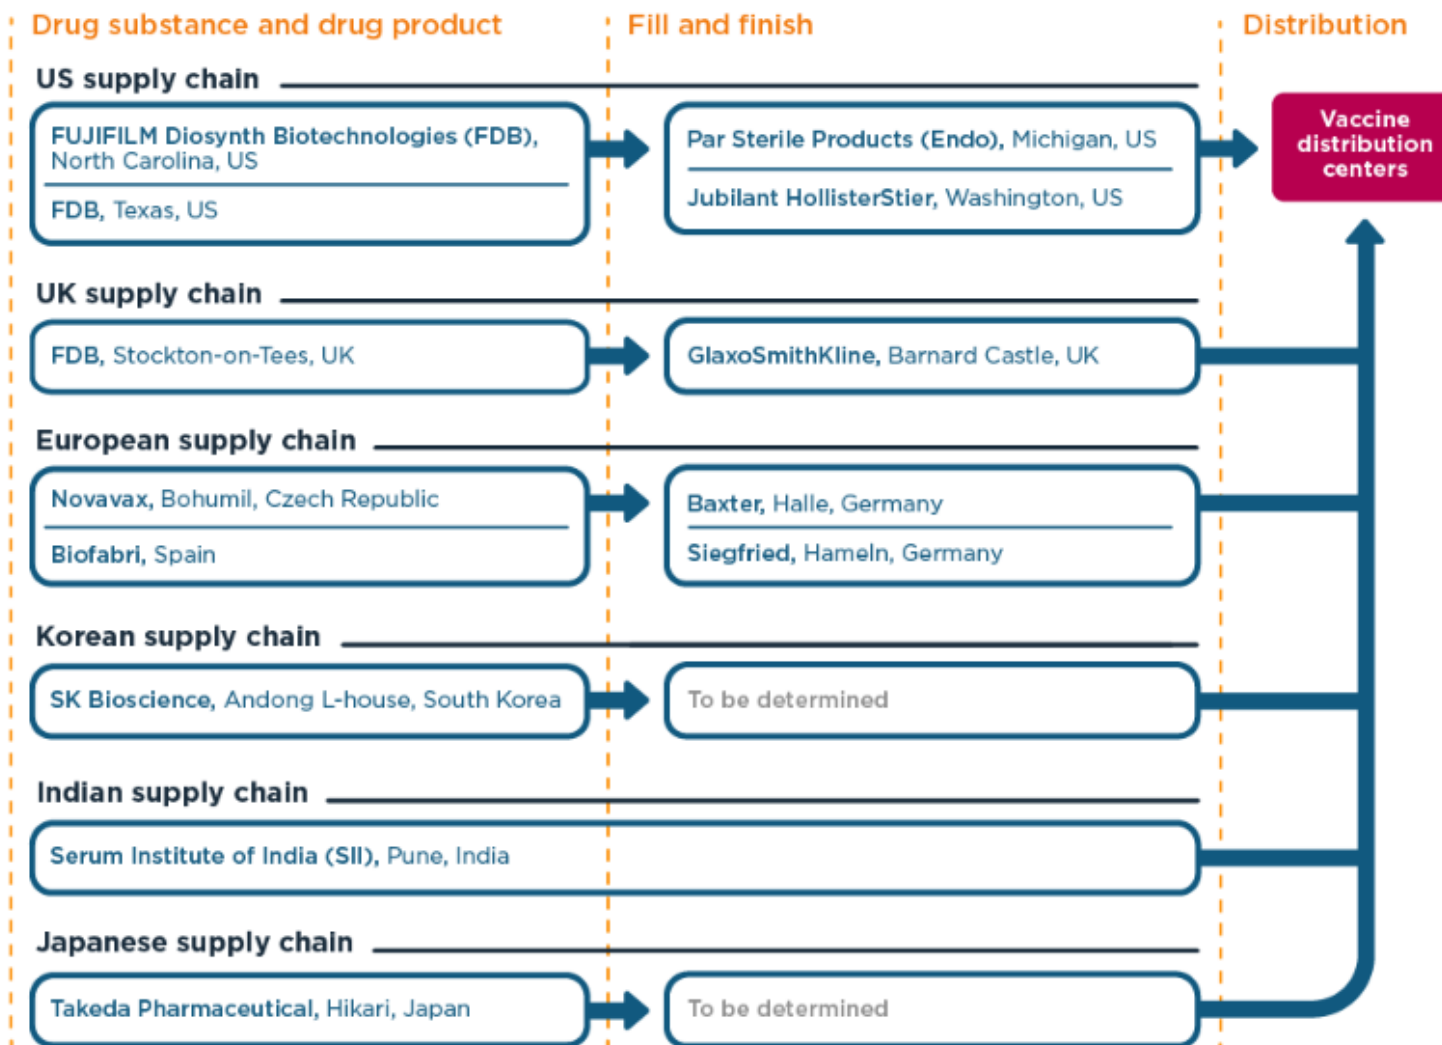 Drug substance and drug product
Fill and finish
Distribution
US supply chain
FUJIFILM Diosynth Biotechnologies (FDB),
North Carolina, US
FDB, Texas, US
Par Sterile Products (Endo), Michigan, US
Jubilant HollisterStier, Washington, US
Vaccine
distribution
centers
UK supply chain
FDB, Stockton-on-Tees, UK
GlaxoSmithKline, Barnard Castle, UK
European supply chain
Novavax, Bohumil, Czech Republic
Biofabri, Spain
Baxter, Halle, Germany
Siegfried, Hameln, Germany
Korean supply chain
SK Bioscience, Andong L-house, South Korea
To be determined
Indian supply chain
Serum Institute of India (SII), Pune, India
Japanese supply chain
Takeda Pharmaceutical, Hikari, Japan
To be determined